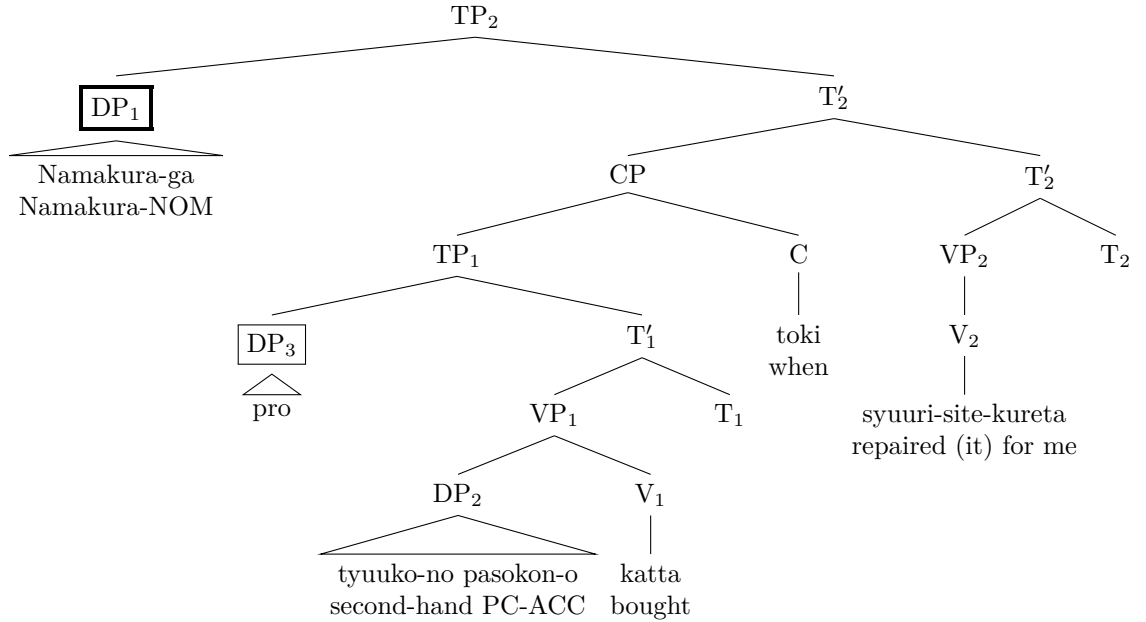 TP₂
DP₁ T′₂
Namakura-ga
Namakura-NOM
CP T′₂
TP₁ C VP₂ T₂
DP₃ T′₁ toki V₂
when
pro VP₁ T₁ syuuri-site-kureta
repaired (it) for me
DP₂ V₁
tyuuko-no pasokon-o katta
second-hand PC-ACC bought